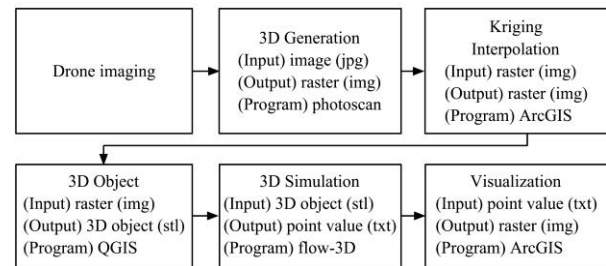 Drone imaging
3D Generation
(Input) image (jpg)
(Output) raster (img)
(Program) photoscan
Kriging
Interpolation
(Input) raster (img)
(Output) raster (img)
(Program) ArcGIS
3D Object
(Input) raster (img)
(Output) 3D object (stl)
(Program) QGIS
3D Simulation
(Input) 3D object (stl)
(Output) point value (txt)
(Program) flow-3D
Visualization
(Input) point value (txt)
(Output) raster (img)
(Program) ArcGIS